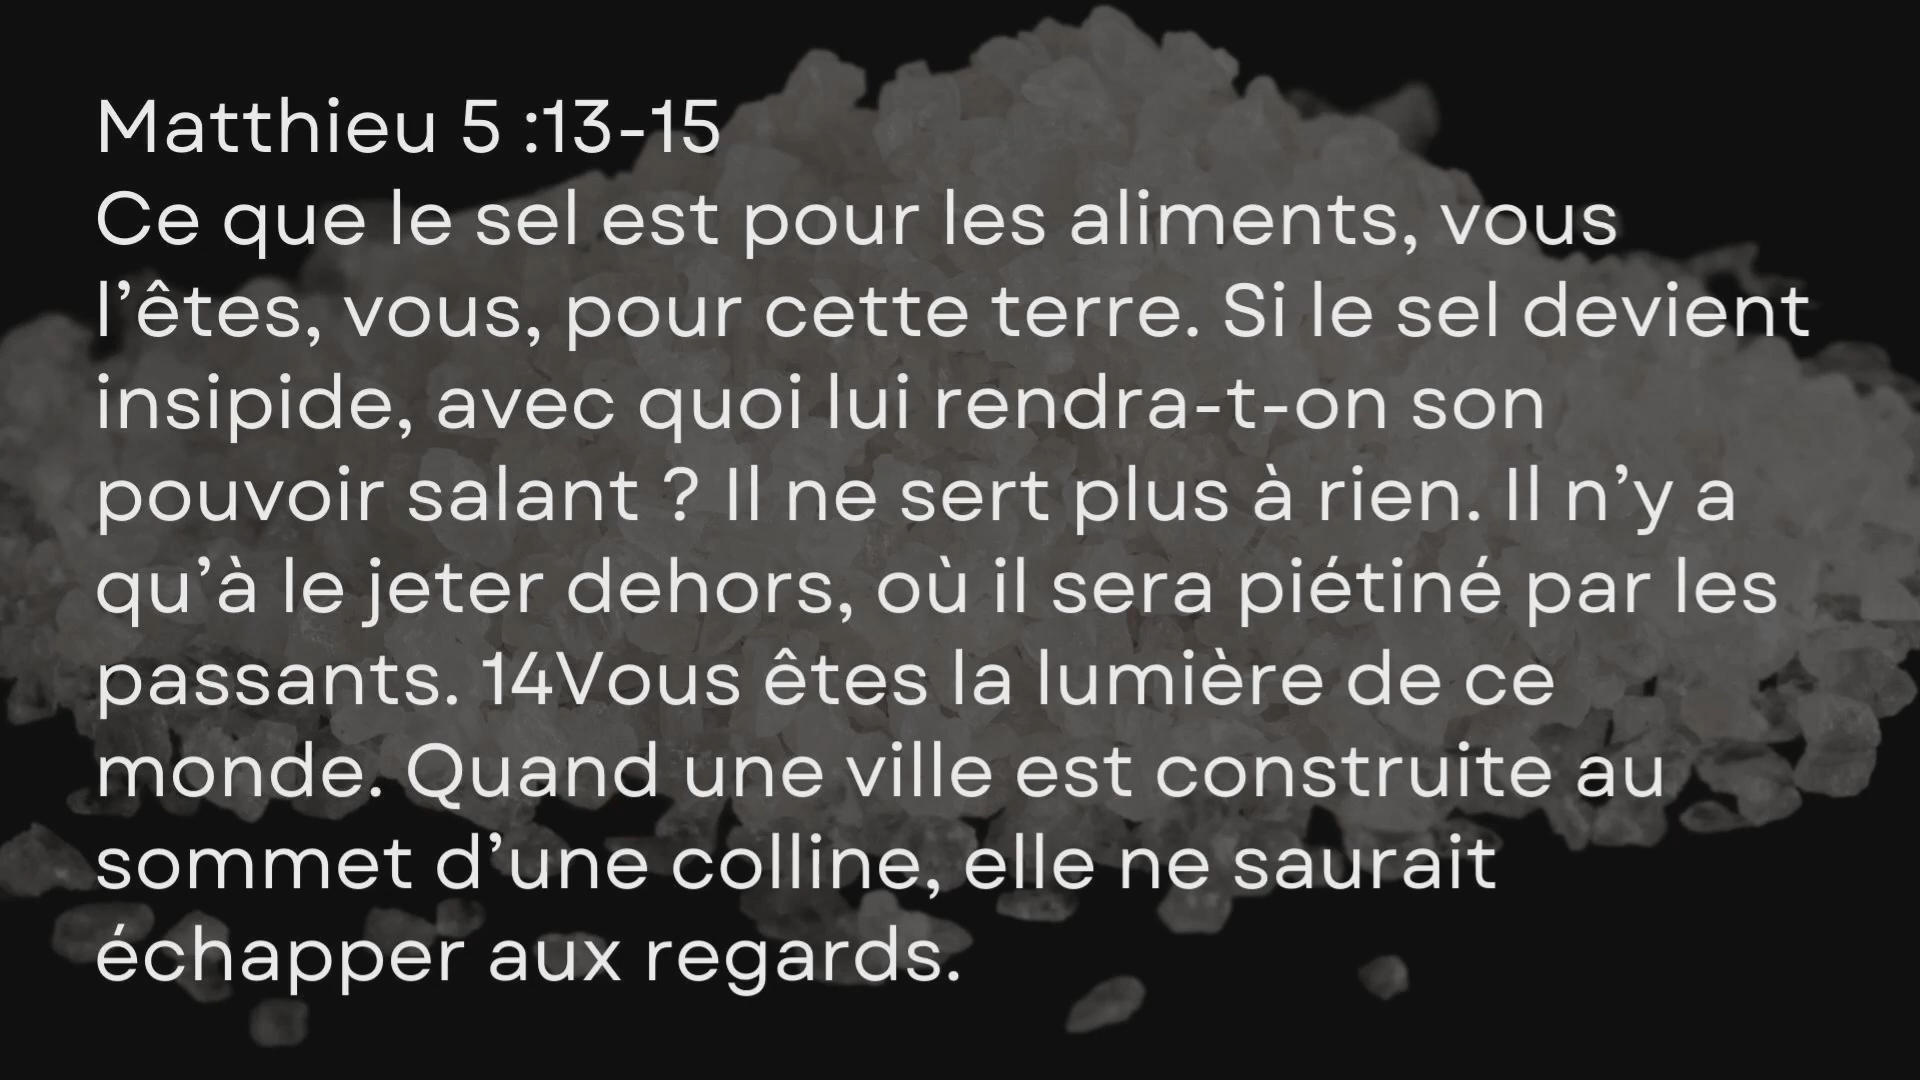 Matthieu 5 :13-15
Ce que le sel est pour les aliments, vous
l’êtes, vous, pour cette terre. Si le sel devient
insipide, avec quoi lui rendra-t-on son
pouvoir salant ? Il ne sert plus à rien. Il n’y a
qu’à le jeter dehors, où il sera piétiné par les
passants. 14Vous êtes la lumière de ce
monde. Quand une ville est construite au
sommet d’une colline, elle ne saurait
échapper aux regards.